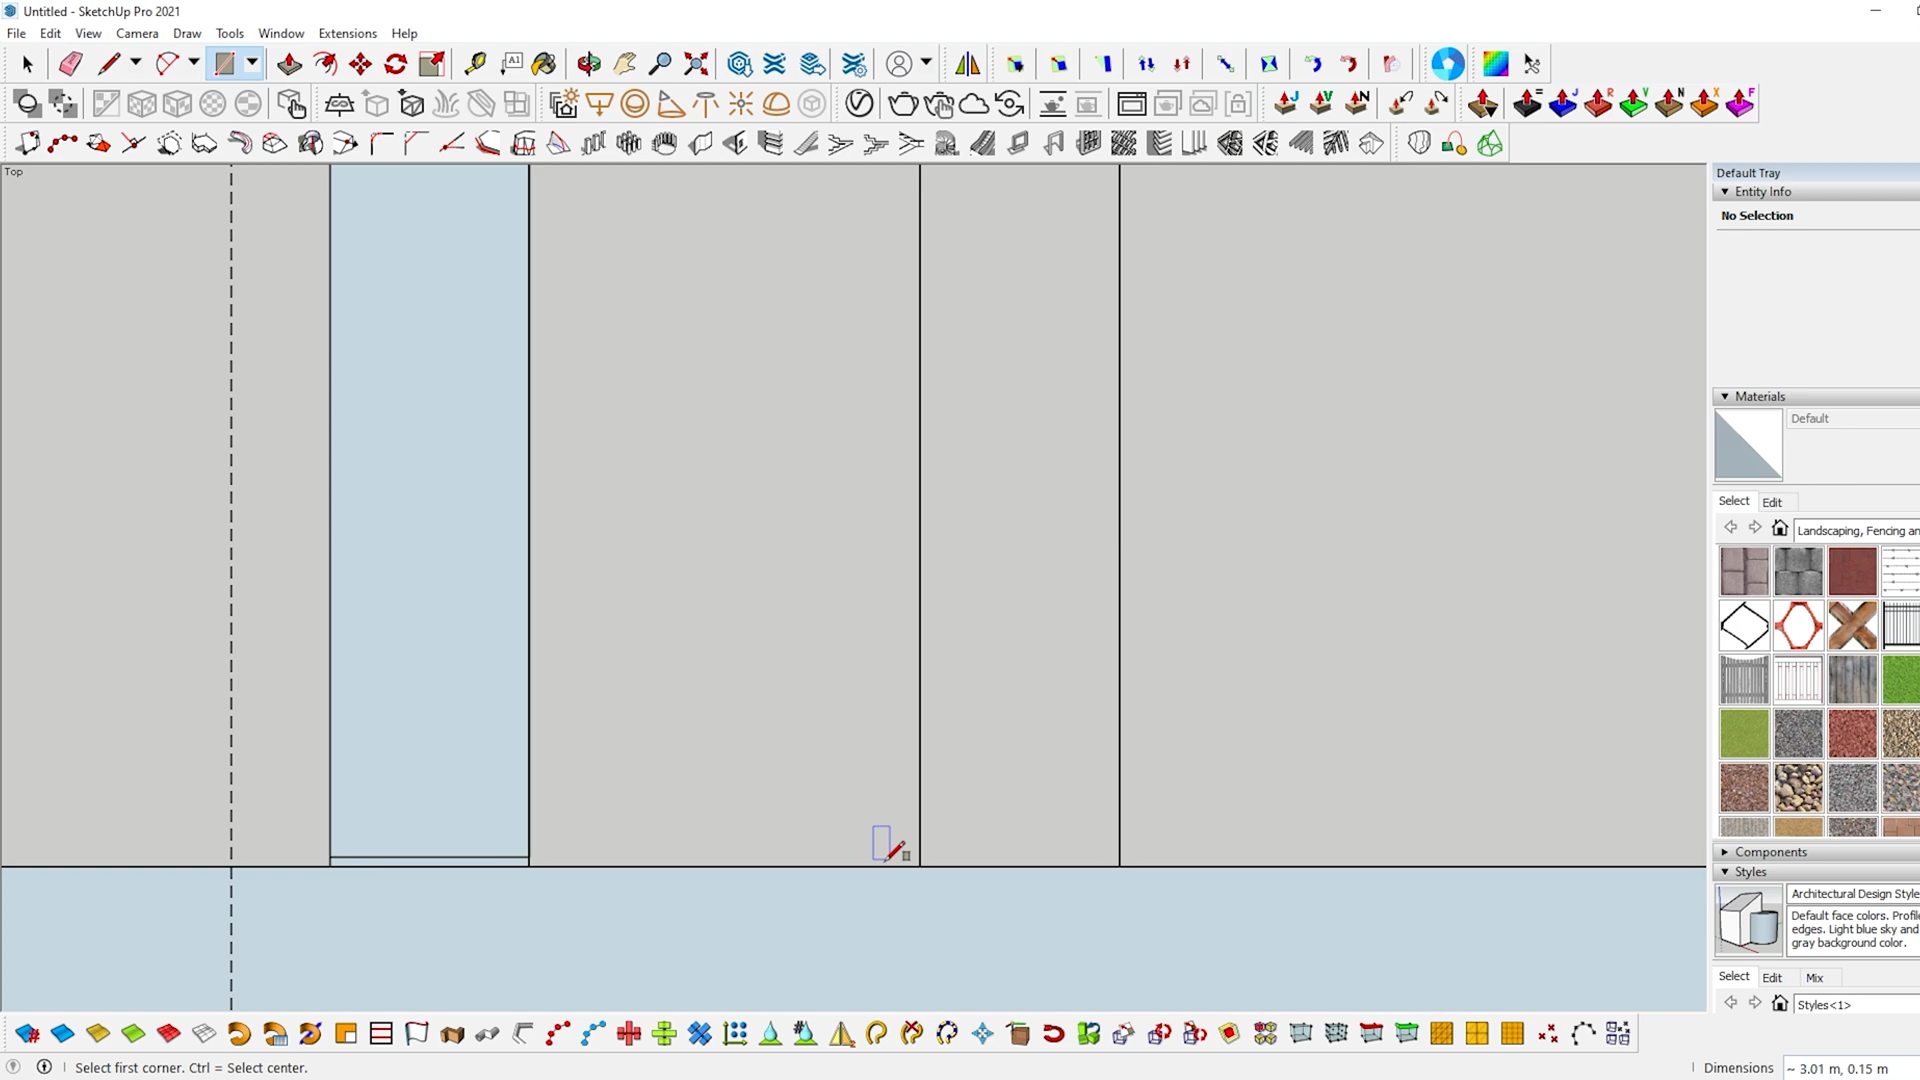 Untitled - SketchUp Pro 2021
File Edit View Camera Draw Tools Window Extensions Help
A1
J V N = J R V N X F
Top
Default Tray
Entity Info
No Selection
Materials
Default
Select Edit
Landscaping, Fencing an
Components
Styles
Architectural Design Style
Default face colors. Profile
edges. Light blue sky and
gray background color.
Select Edit Mix
Styles<1>
Select first corner. Ctrl = Select center.
Dimensions ~ 3.01 m, 0.15 m